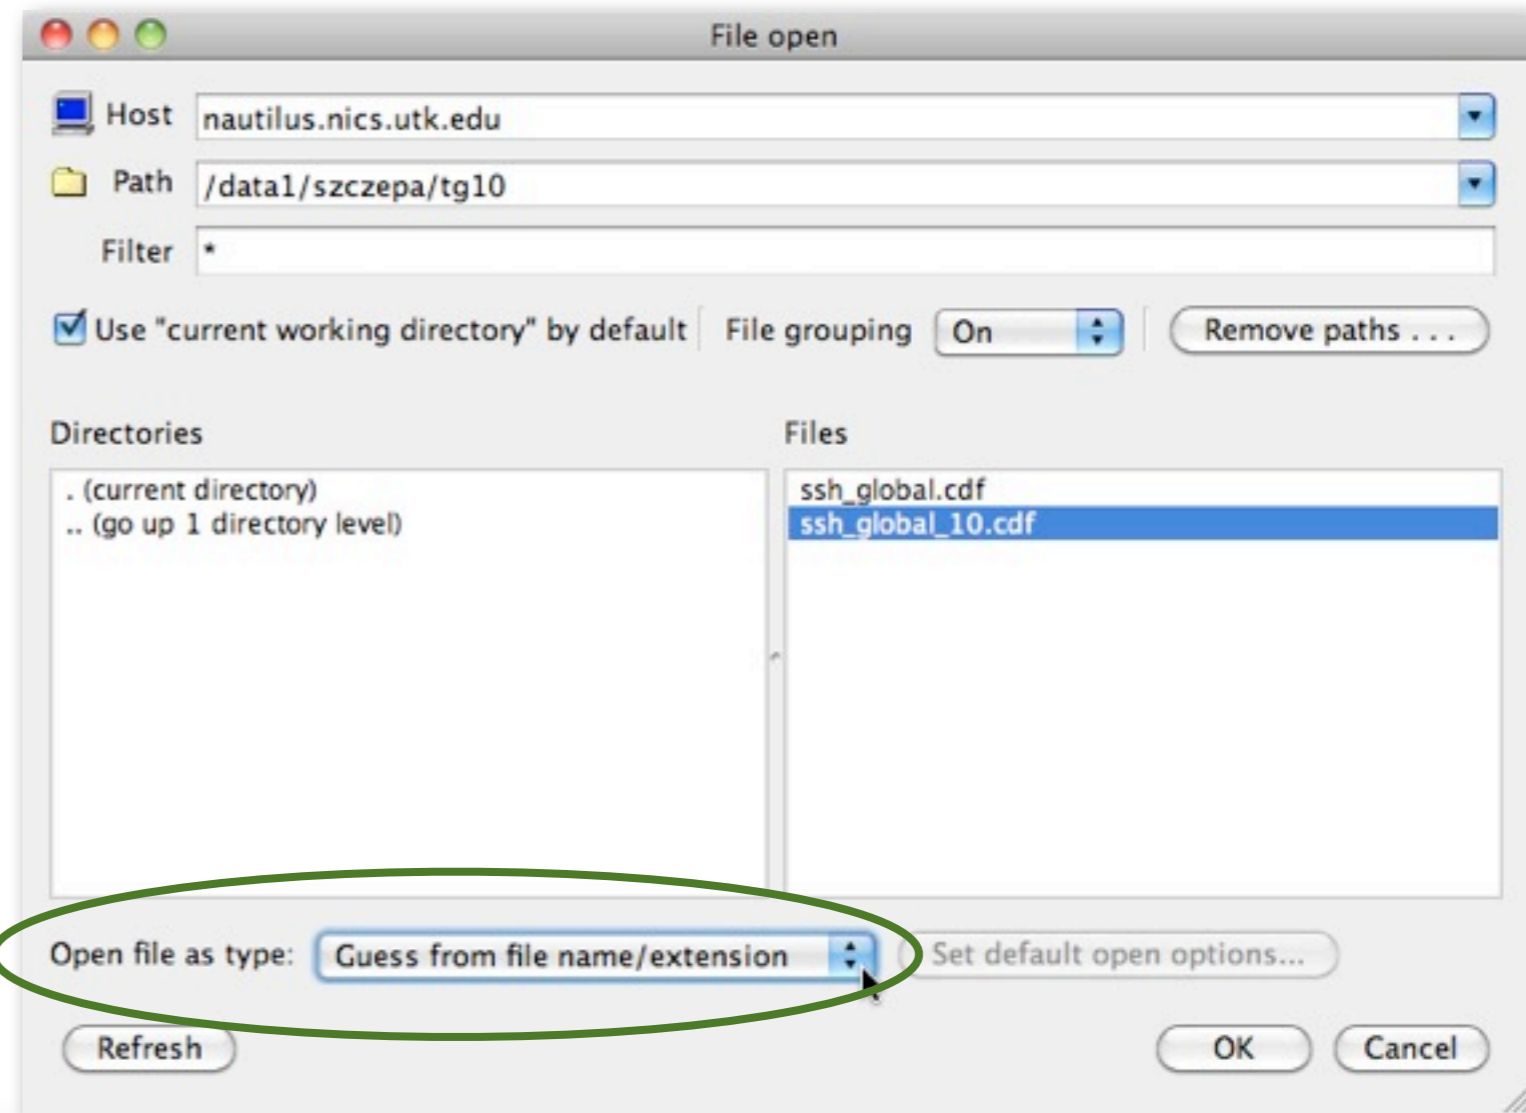 File open
Host nautilus.nics.utk.edu
Path /data1/szczepa/tg10
Filter *
Use "current working directory" by default File grouping On Remove paths . . .
Directories Files
. (current directory) ssh_global.cdf
.. (go up 1 directory level) ssh_global_10.cdf
Open file as type: Guess from file name/extension Set default open options...
Refresh OK Cancel